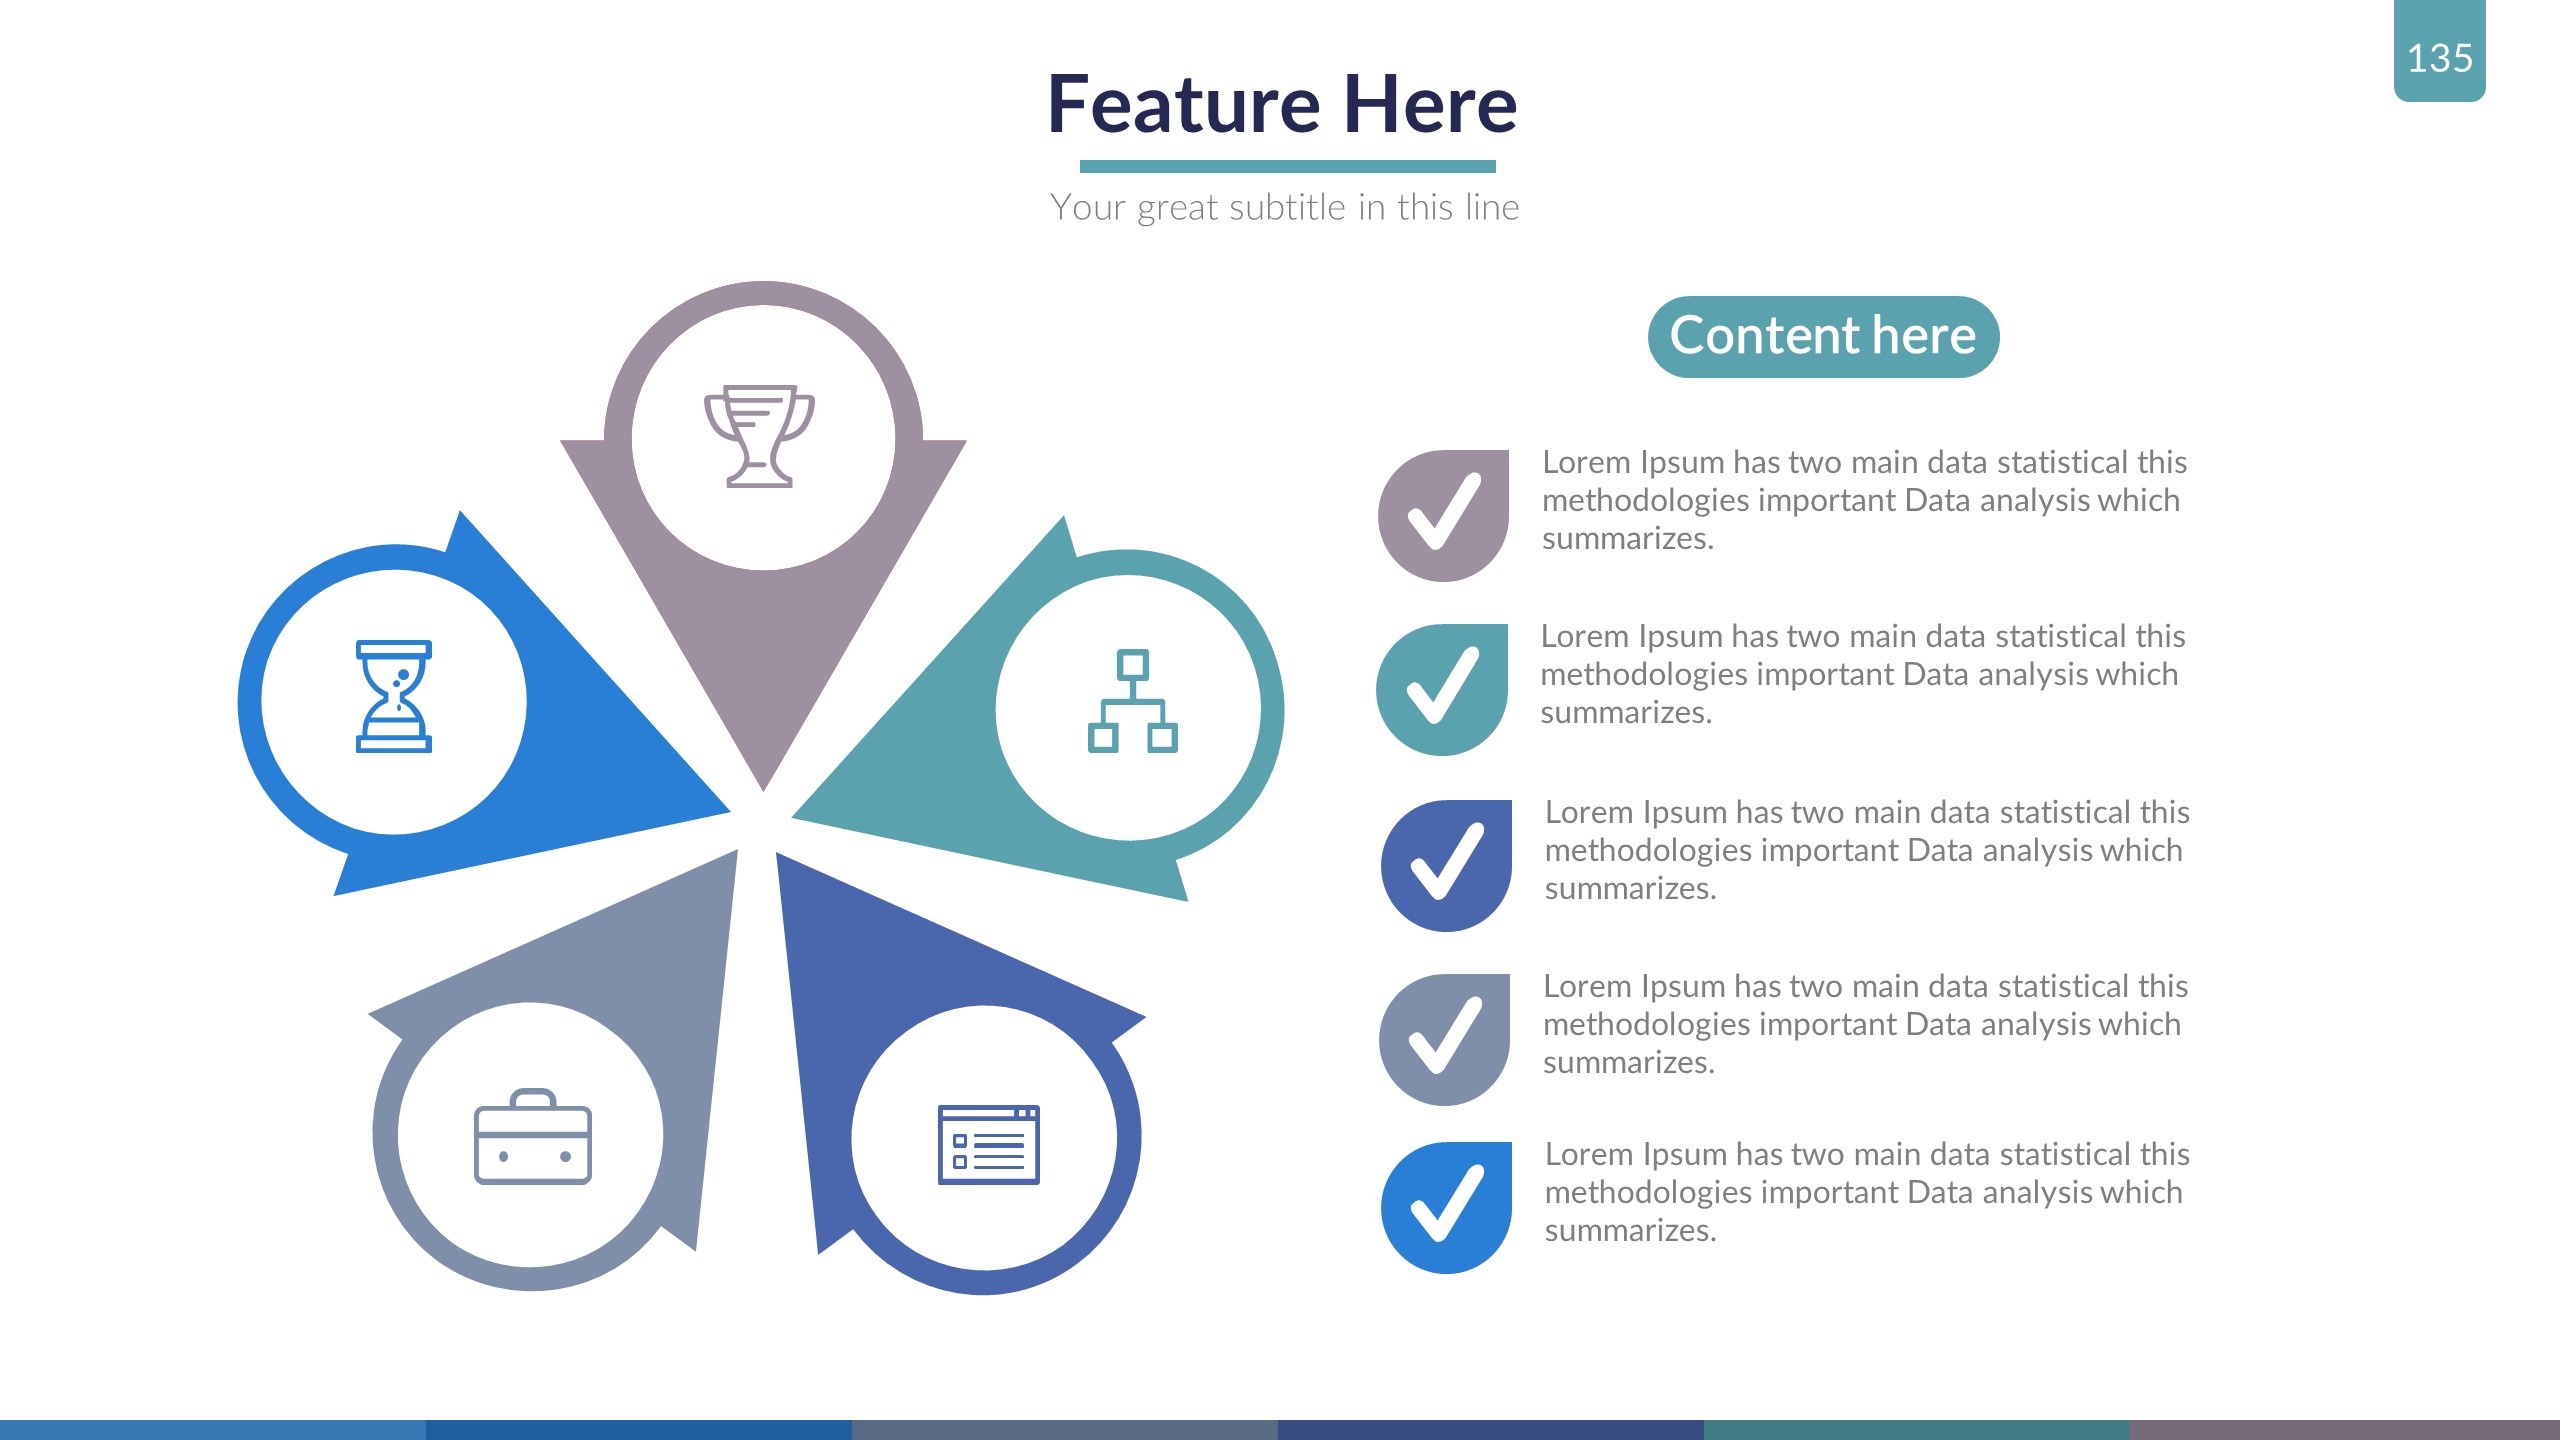 135
Feature Here
Your great subtitle in this line
Content here
Lorem Ipsum has two main data statistical this
methodologies important Data analysis which
summarizes.
Lorem Ipsum has two main data statistical this
methodologies important Data analysis which
summarizes.
Lorem Ipsum has two main data statistical this
methodologies important Data analysis which
summarizes.
Lorem Ipsum has two main data statistical this
methodologies important Data analysis which
summarizes.
Lorem Ipsum has two main data statistical this
methodologies important Data analysis which
summarizes.